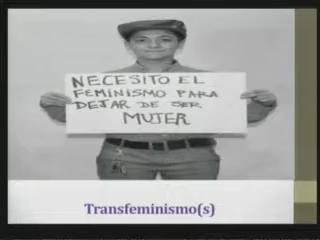 NECESITO EL
FEMINISMO PARA
DEJAR DE SER
MUJER
Transfeminismo(s)